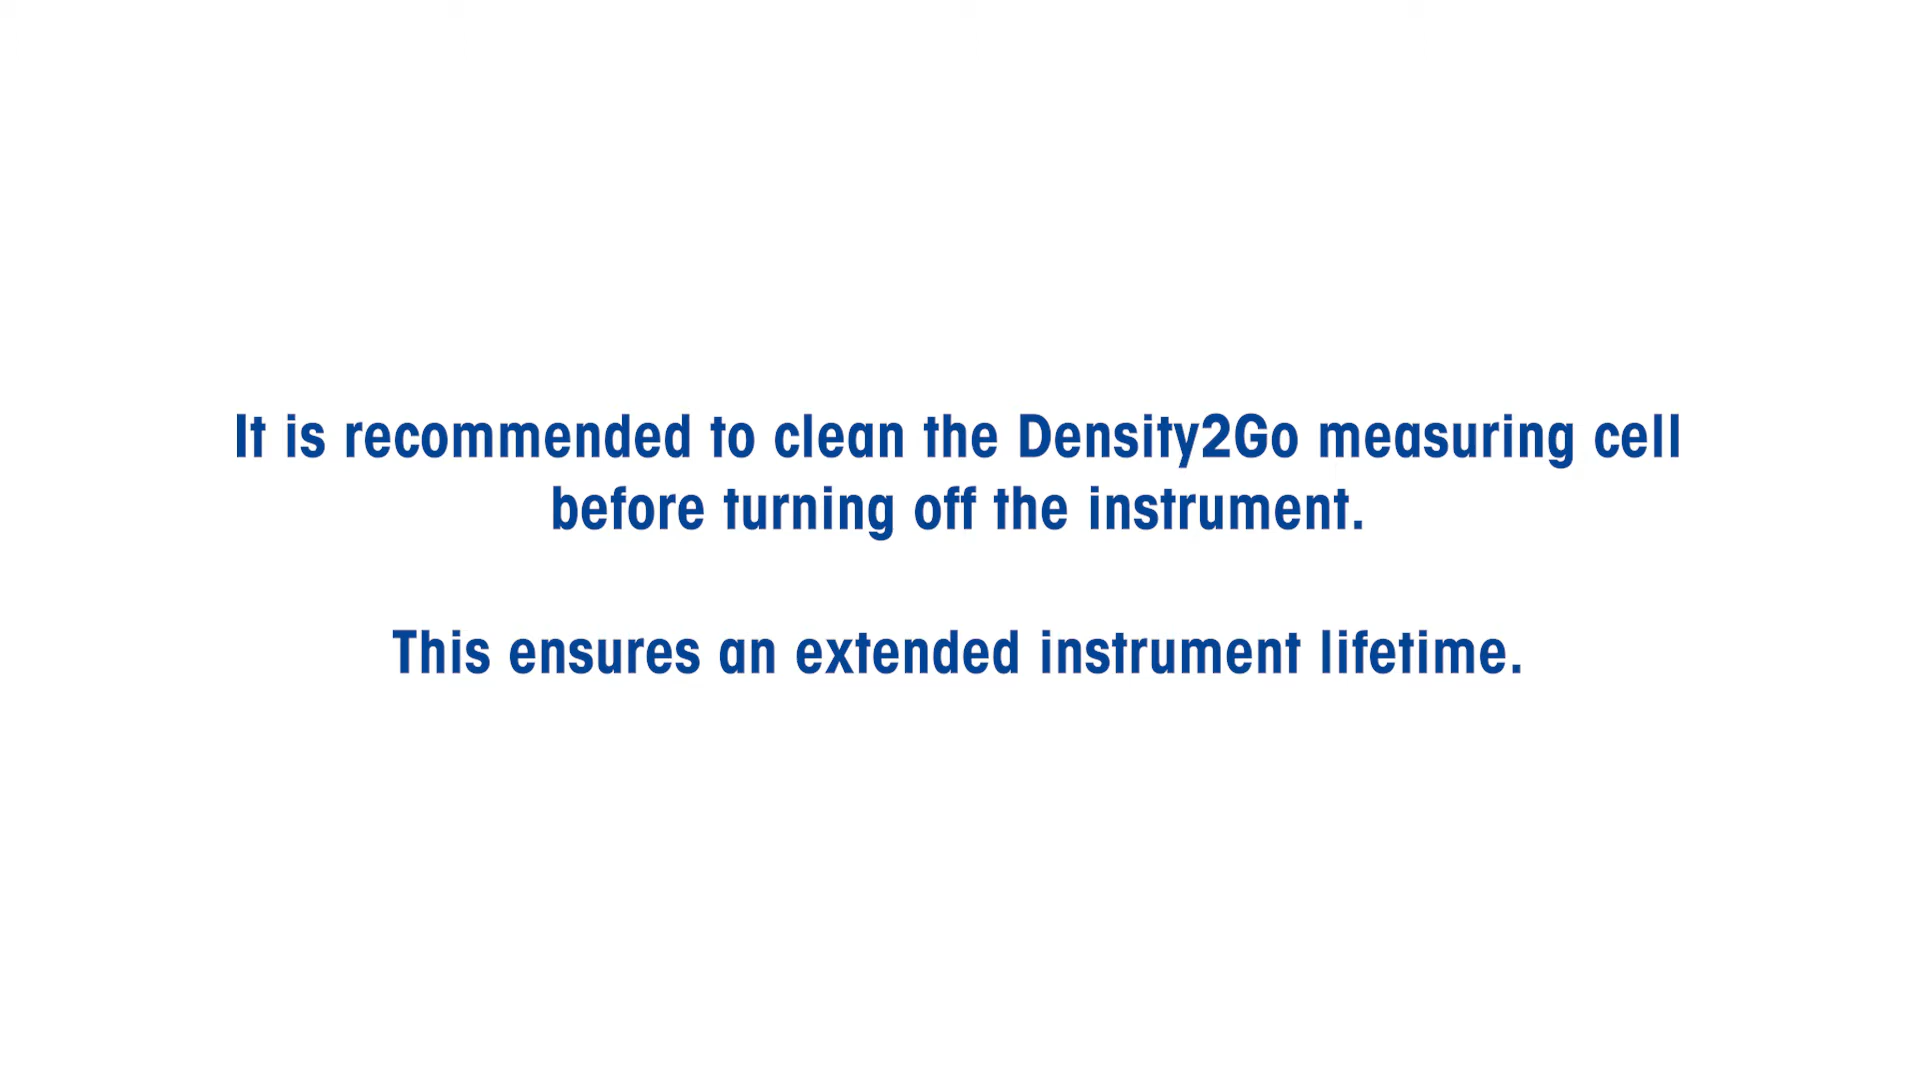 It is recommended to clean the Density2Go measuring cell
before turning off the instrument.
This ensures an extended instrument lifetime.